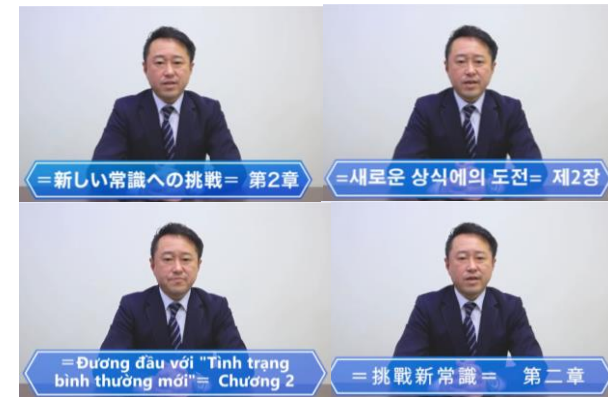 =新しい常識への挑戦= 第2章
=새로운 상식에의 도전= 제2장
=Đương đầu với "Tình trạng
bình thường mới"= Chương 2
=挑戰新常識= 第二章